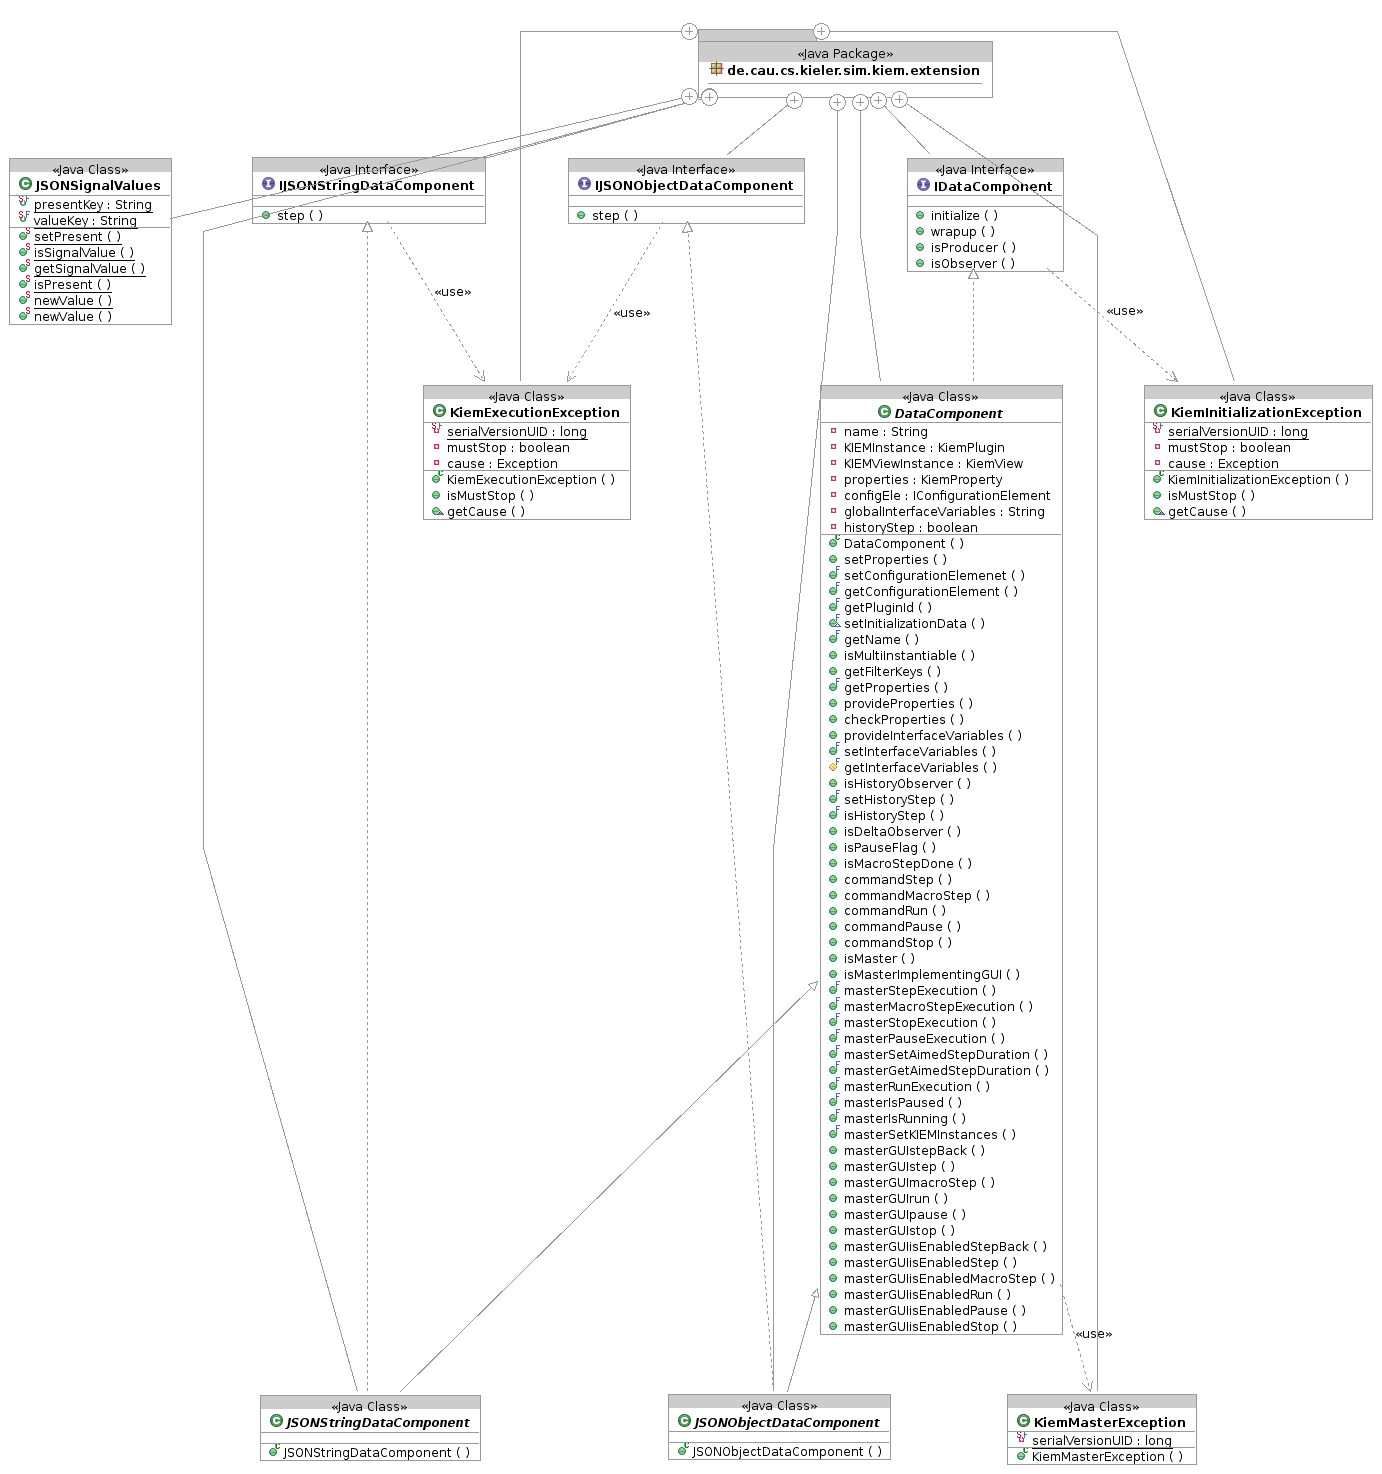 «Java Package»
de.cau.cs.kieler.sim.kiem.extension
«Java Class»
JSONSignalValues
presentKey : String
valueKey : String
setPresent ( )
isSignalValue ( )
getSignalValue ( )
isPresent ( )
newValue ( )
newValue ( )
«Java Interface»
IJSONStringDataComponent
step ( )
«Java Interface»
IJSONObjectDataComponent
step ( )
«Java Interface»
IDataComponent
initialize ( )
wrapup ( )
isProducer ( )
isObserver ( )
«use»
«use»
«use»
«Java Class»
KiemExecutionException
serialVersionUID : long
mustStop : boolean
cause : Exception
KiemExecutionException ( )
isMustStop ( )
getCause ( )
«Java Class»
DataComponent
name : String
KIEMInstance : KiemPlugin
KIEMViewInstance : KiemView
properties : KiemProperty
configEle : IConfigurationElement
globalInterfaceVariables : String
historyStep : boolean
DataComponent ( )
setProperties ( )
setConfigurationElemenet ( )
getConfigurationElement ( )
getPluginId ( )
setInitializationData ( )
getName ( )
isMultiInstantiable ( )
getFilterKeys ( )
getProperties ( )
provideProperties ( )
checkProperties ( )
provideInterfaceVariables ( )
setInterfaceVariables ( )
getInterfaceVariables ( )
isHistoryObserver ( )
setHistoryStep ( )
isHistoryStep ( )
isDeltaObserver ( )
isPauseFlag ( )
isMacroStepDone ( )
commandStep ( )
commandMacroStep ( )
commandRun ( )
commandPause ( )
commandStop ( )
isMaster ( )
isMasterImplementingGUI ( )
masterStepExecution ( )
masterMacroStepExecution ( )
masterStopExecution ( )
masterPauseExecution ( )
masterSetAimedStepDuration ( )
masterGetAimedStepDuration ( )
masterRunExecution ( )
masterIsPaused ( )
masterIsRunning ( )
masterSetKIEMInstances ( )
masterGUIstepBack ( )
masterGUIstep ( )
masterGUImacroStep ( )
masterGUIrun ( )
masterGUIpause ( )
masterGUIstop ( )
masterGUIisEnabledStepBack ( )
masterGUIisEnabledStep ( )
masterGUIisEnabledMacroStep ( )
masterGUIisEnabledRun ( )
masterGUIisEnabledPause ( )
masterGUIisEnabledStop ( )
«Java Class»
KiemInitializationException
serialVersionUID : long
mustStop : boolean
cause : Exception
KiemInitializationException ( )
isMustStop ( )
getCause ( )
«use»
«Java Class»
JSONStringDataComponent
JSONStringDataComponent ( )
«Java Class»
JSONObjectDataComponent
JSONObjectDataComponent ( )
«Java Class»
KiemMasterException
serialVersionUID : long
KiemMasterException ( )